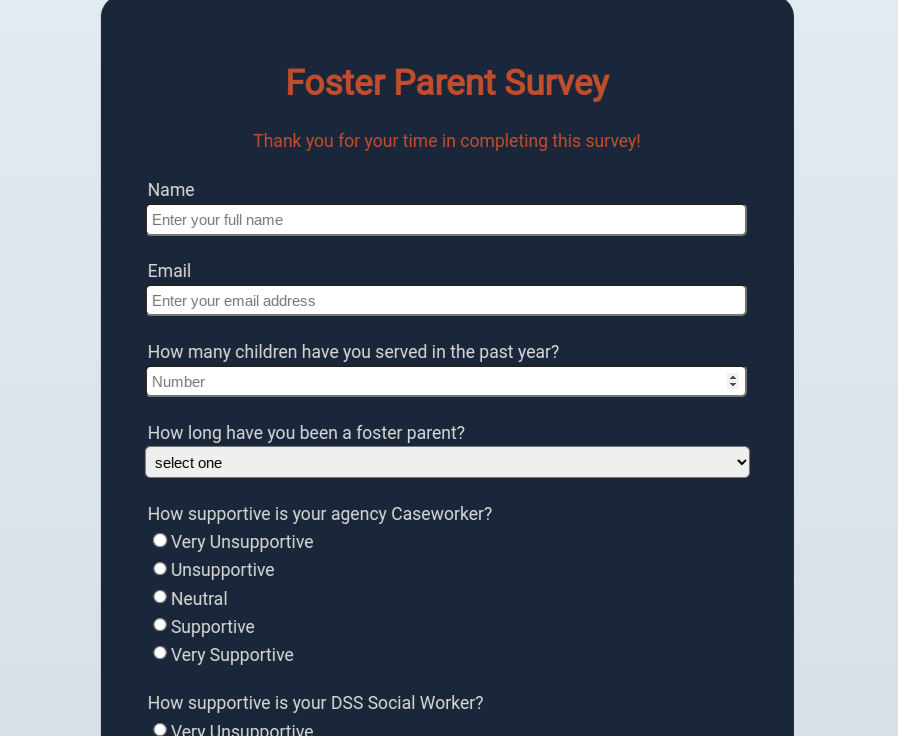 Foster Parent Survey
Thank you for your time in completing this survey!
Name
Enter your full name
Email
Enter your email address
How many children have you served in the past year?
Number
How long have you been a foster parent?
select one
How supportive is your agency Caseworker?
Very Unsupportive
Unsupportive
Neutral
Supportive
Very Supportive
How supportive is your DSS Social Worker?
Very Unsupportive